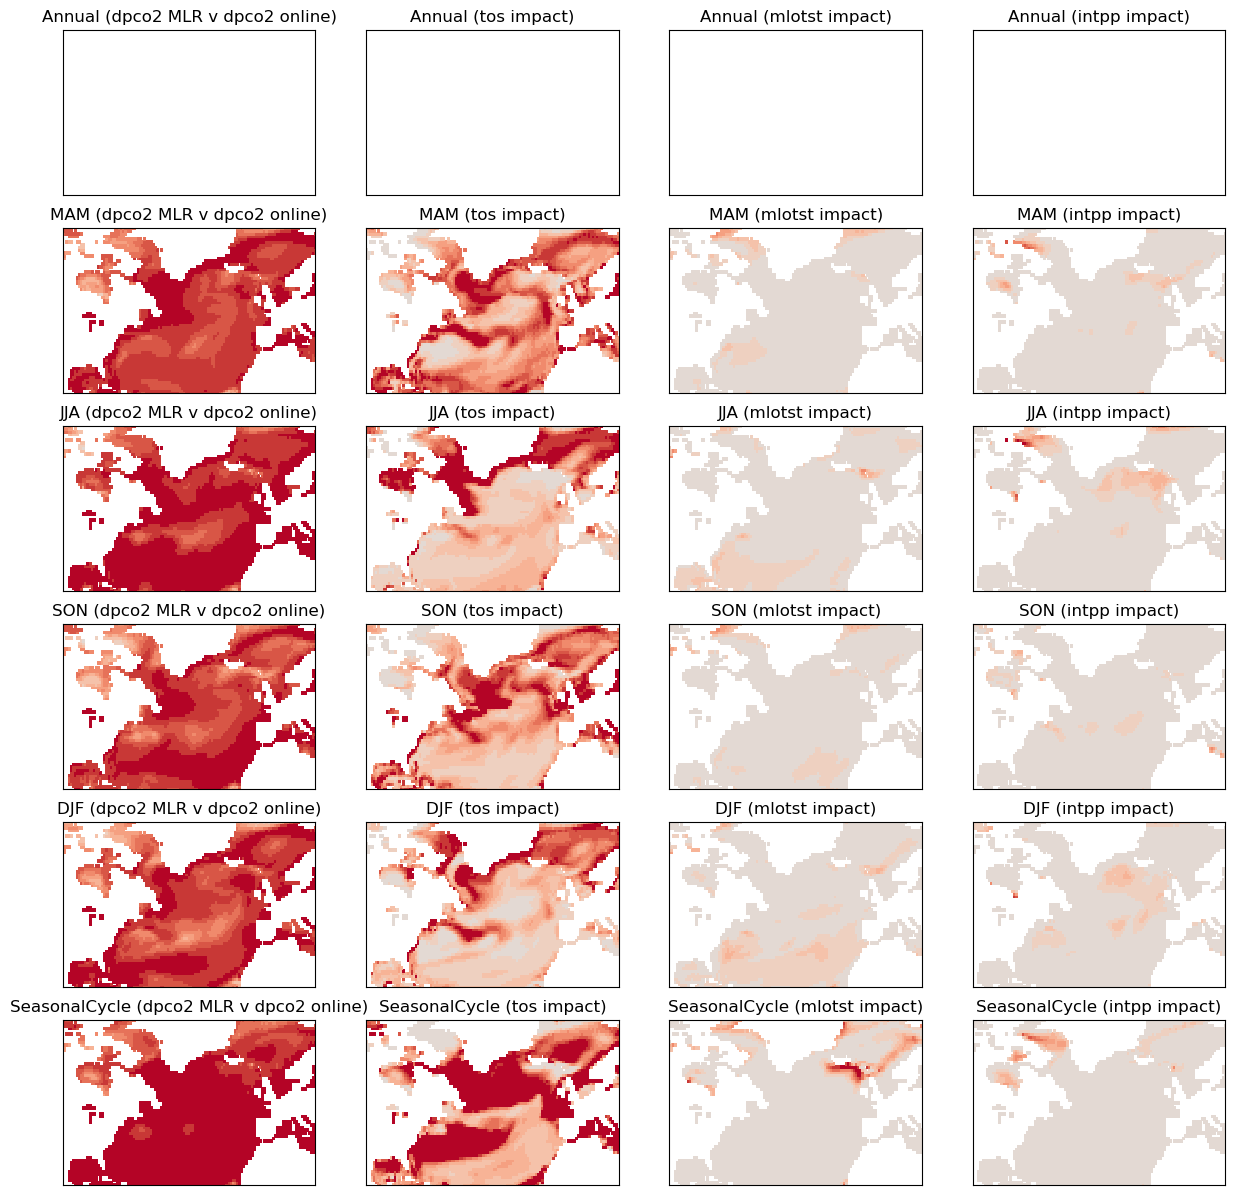 Annual (dpco2 MLR v dpco2 online)
Annual (tos impact)
Annual (mlotst impact)
Annual (intpp impact)
MAM (dpco2 MLR v dpco2 online)
MAM (tos impact)
MAM (mlotst impact)
MAM (intpp impact)
JJA (dpco2 MLR v dpco2 online)
JJA (tos impact)
JJA (mlotst impact)
JJA (intpp impact)
SON (dpco2 MLR v dpco2 online)
SON (tos impact)
SON (mlotst impact)
SON (intpp impact)
DJF (dpco2 MLR v dpco2 online)
DJF (tos impact)
DJF (mlotst impact)
DJF (intpp impact)
SeasonalCycle (dpco2 MLR v dpco2 online)
SeasonalCycle (tos impact)
SeasonalCycle (mlotst impact)
SeasonalCycle (intpp impact)